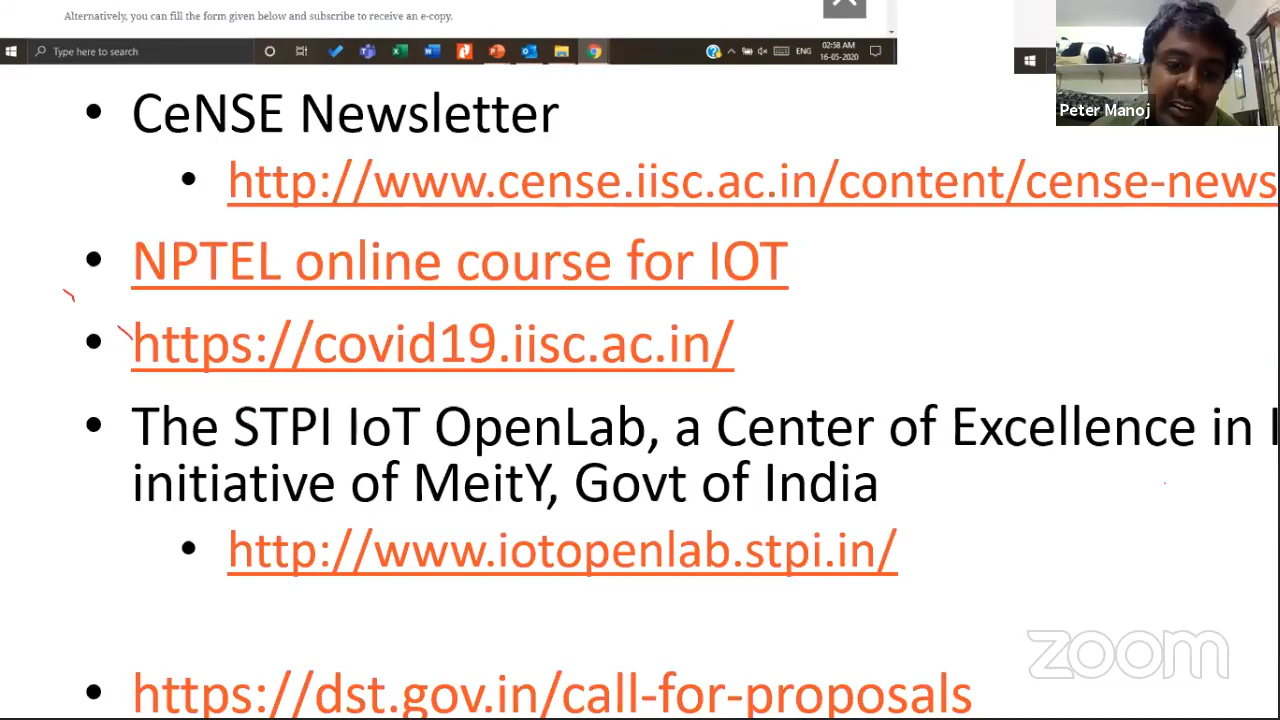 Alternatively, you can fill the form given below and subscribe to receive an e-copy.
Type here to search
ENG
02:58 AM
16-05-2020
Peter Manoj
• CeNSE Newsletter
• http://www.cense.iisc.ac.in/content/cense-news
• NPTEL online course for IOT
• https://covid19.iisc.ac.in/
• The STPI IoT OpenLab, a Center of Excellence in
initiative of MeitY, Govt of India
• http://www.iotopenlab.stpi.in/
zoom
• https://dst.gov.in/call-for-proposals